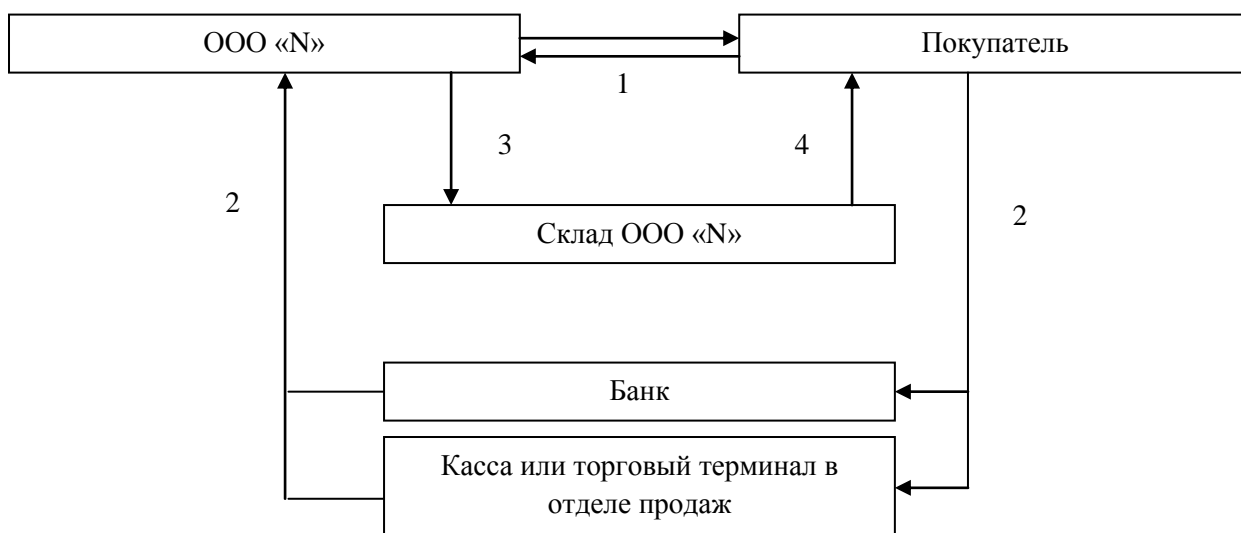 ООО «N»
Покупатель
1
3
4
2
2
Склад ООО «N»
Банк
Касса или торговый терминал в
отделе продаж